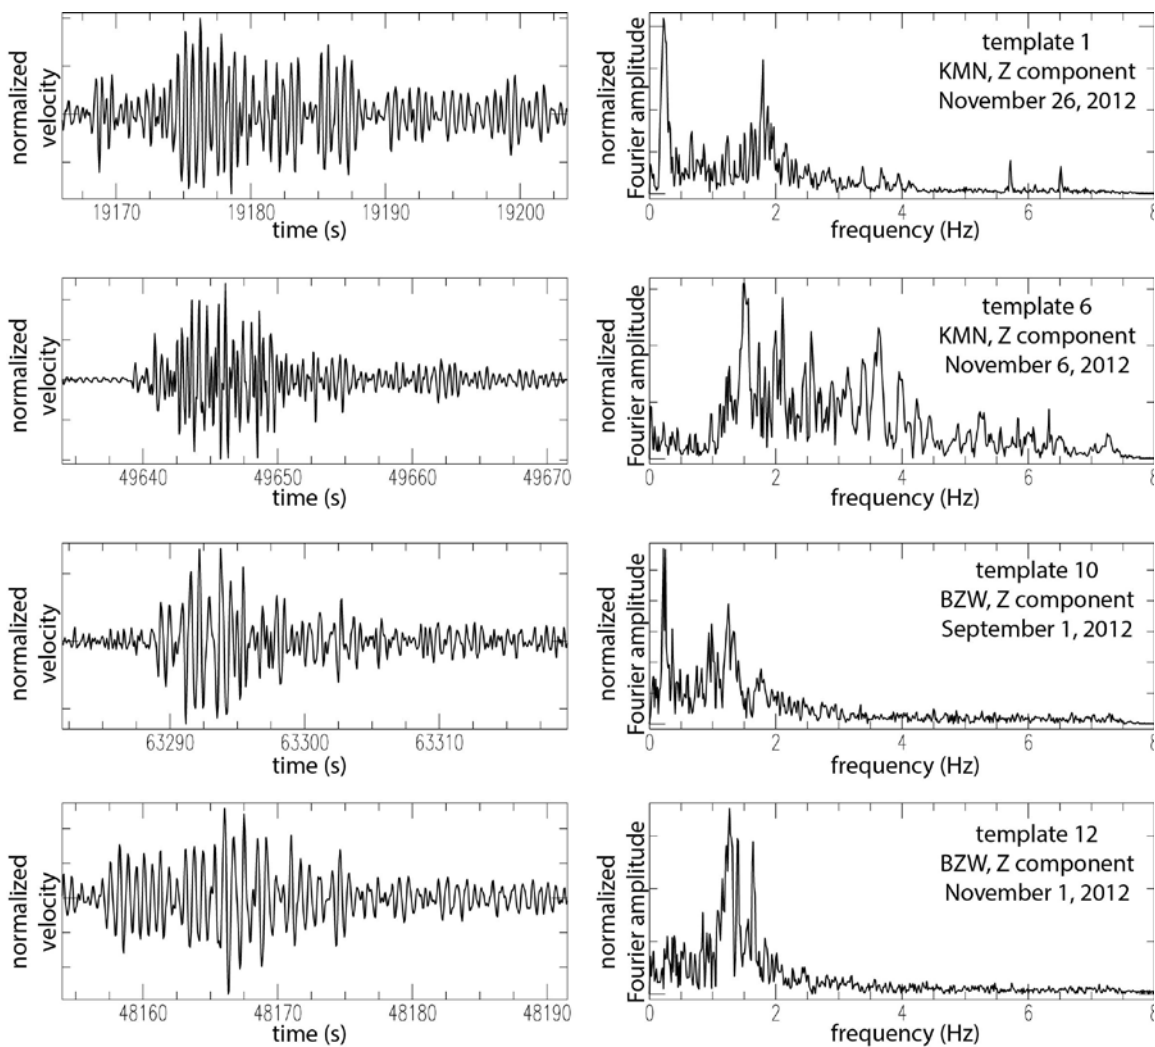 normalized
velocity
19170 19180 19190 19200
time (s)
normalized
Fourier amplitude
template 1
KMN, Z component
November 26, 2012
0 2 4 6 8
frequency (Hz)
normalized
velocity
49640 49650 49660 49670
time (s)
normalized
Fourier amplitude
template 6
KMN, Z component
November 6, 2012
0 2 4 6 8
frequency (Hz)
normalized
velocity
63290 63300 63310
time (s)
normalized
Fourier amplitude
template 10
BZW, Z component
September 1, 2012
0 2 4 6 8
frequency (Hz)
normalized
velocity
48160 48170 48180 48190
time (s)
normalized
Fourier amplitude
template 12
BZW, Z component
November 1, 2012
0 2 4 6 8
frequency (Hz)